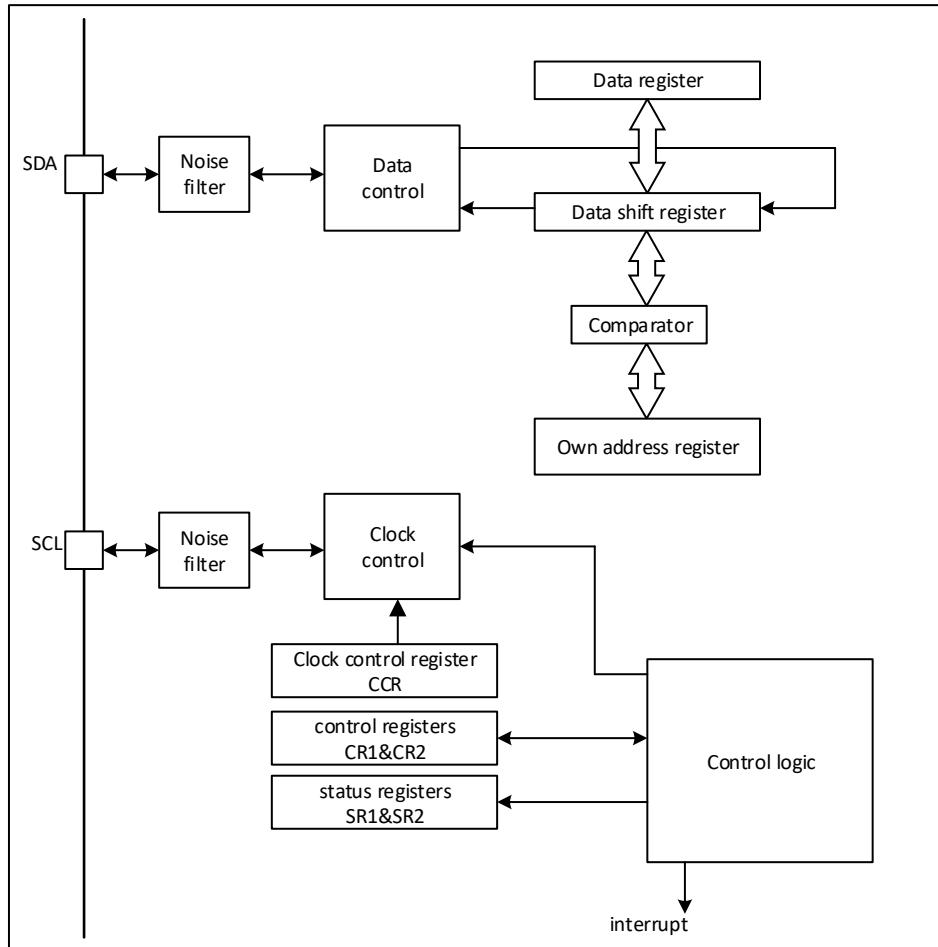 Data register
SDA
Noise
filter
Data
control
Data shift register
Comparator
Own address register
SCL
Noise
filter
Clock
control
Clock control register
CCR
control registers
CR1&CR2
status registers
SR1&SR2
Control logic
interrupt